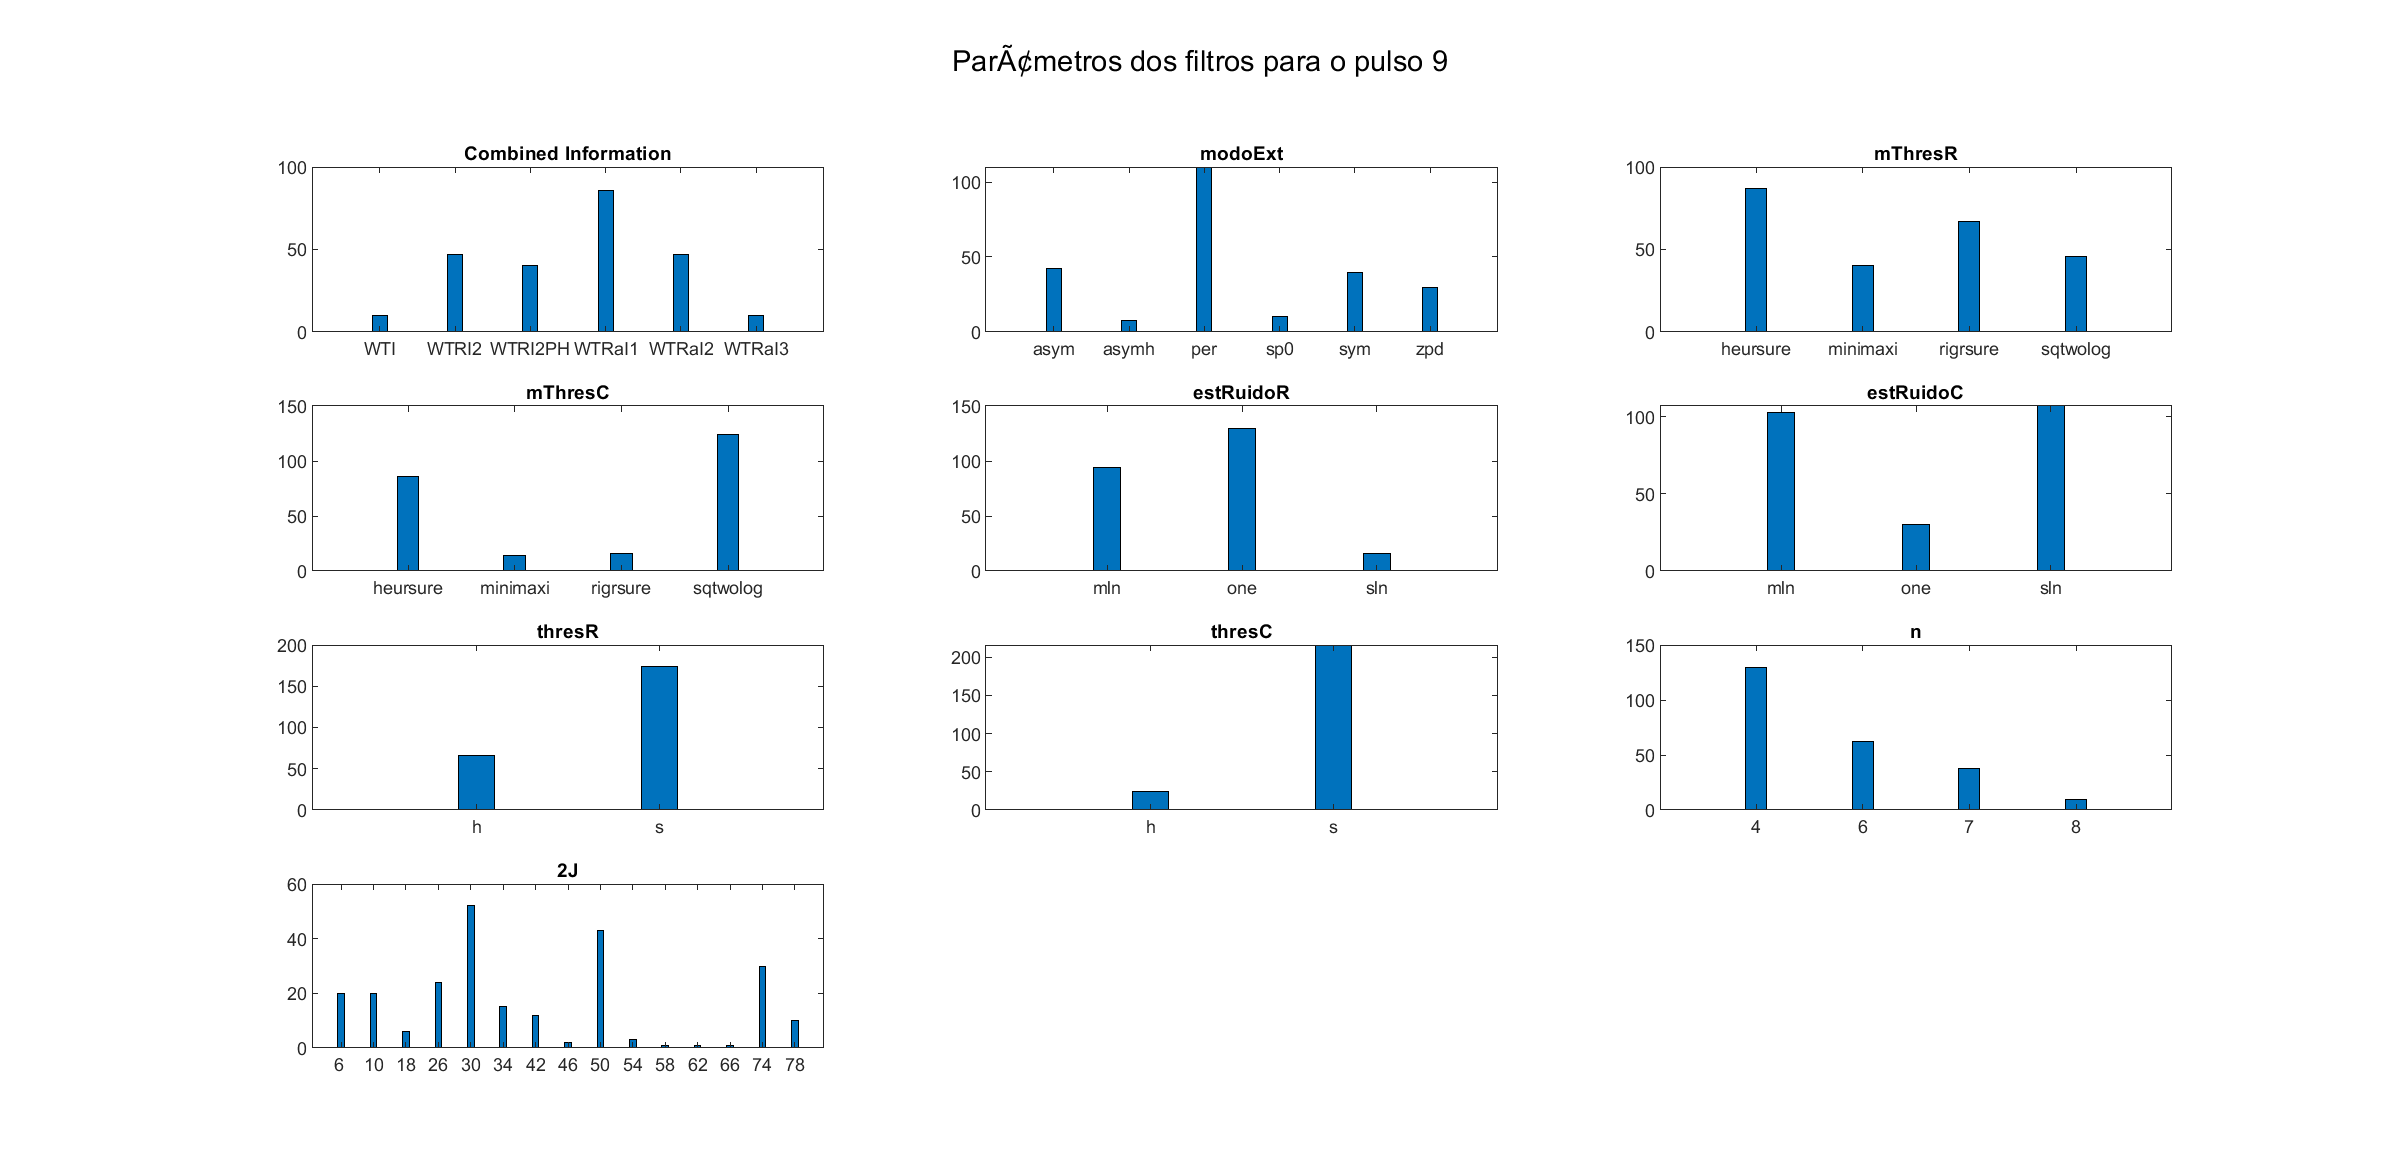 ParÃ¢metros dos filtros para o pulso 9
Combined Information
100
50
0
WTI WTRI2 WTRI2PH WTRaI1 WTRaI2 WTRaI3
modoExt
100
50
0
asym asymh per sp0 sym zpd
mThresR
100
50
0
heursure minimaxi rigrsure sqtwolog
mThresC
150
100
50
0
heursure minimaxi rigrsure sqtwolog
estRuidoR
150
100
50
0
mln one sln
estRuidoC
100
50
0
mln one sln
thresR
200
150
100
50
0
h s
thresC
200
150
100
50
0
h s
n
150
100
50
0
4 6 7 8
2J
60
40
20
0
6 10 18 26 30 34 42 46 50 54 58 62 66 74 78